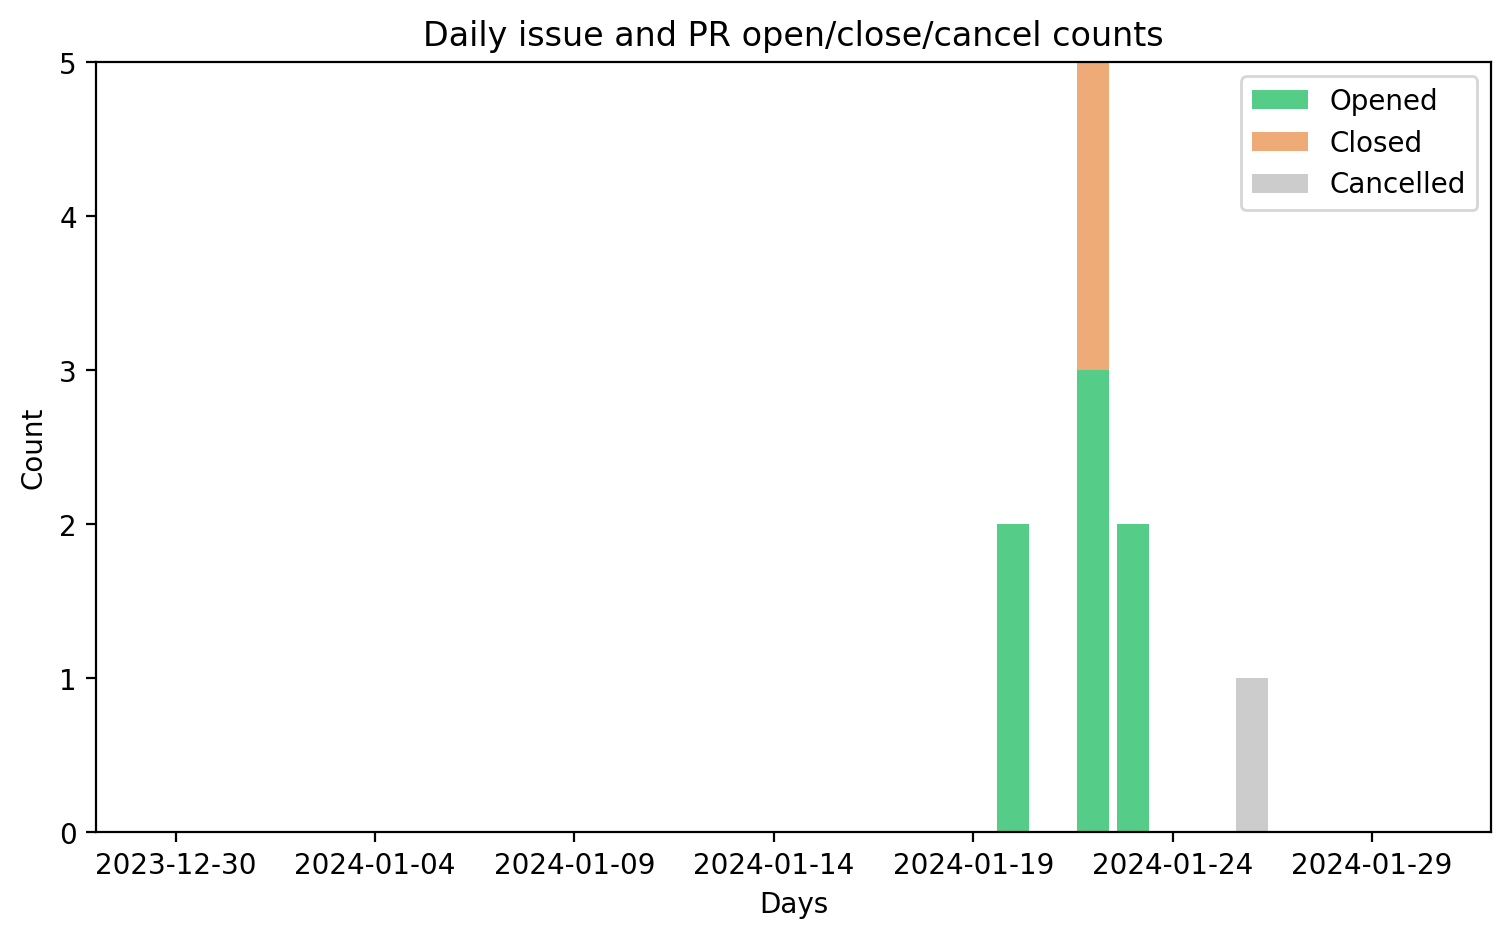 Daily issue and PR open/close/cancel counts
5
4
3
2
1
0
Count
Opened
Closed
Cancelled
2023-12-30 2024-01-04 2024-01-09 2024-01-14 2024-01-19 2024-01-24 2024-01-29
Days